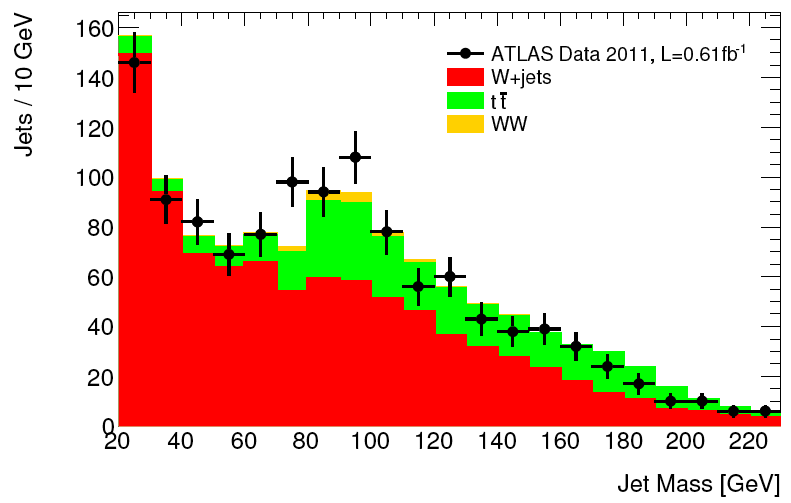 Jets / 10 GeV
160
140
120
100
80
60
40
20
0
ATLAS Data 2011, L=0.61fb⁻¹
W+jets
t t̅
WW
20 40 60 80 100 120 140 160 180 200 220
Jet Mass [GeV]